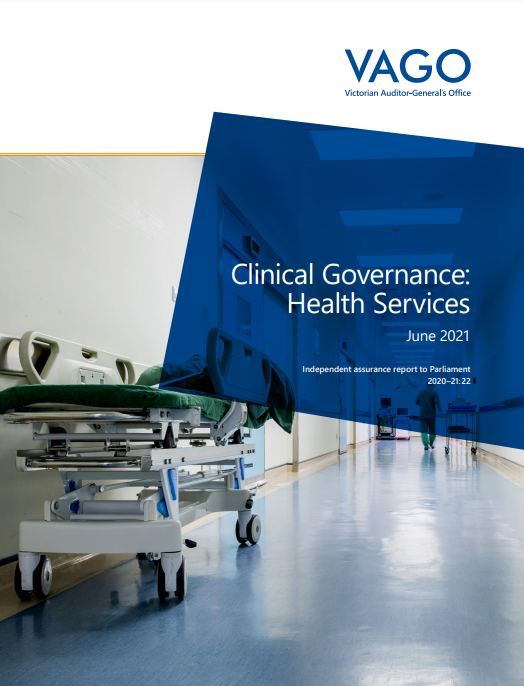 VAGO
Victorian Auditor-General's Office
Clinical Governance:
Health Services
June 2021
Independent assurance report to Parliament
2020–21:22